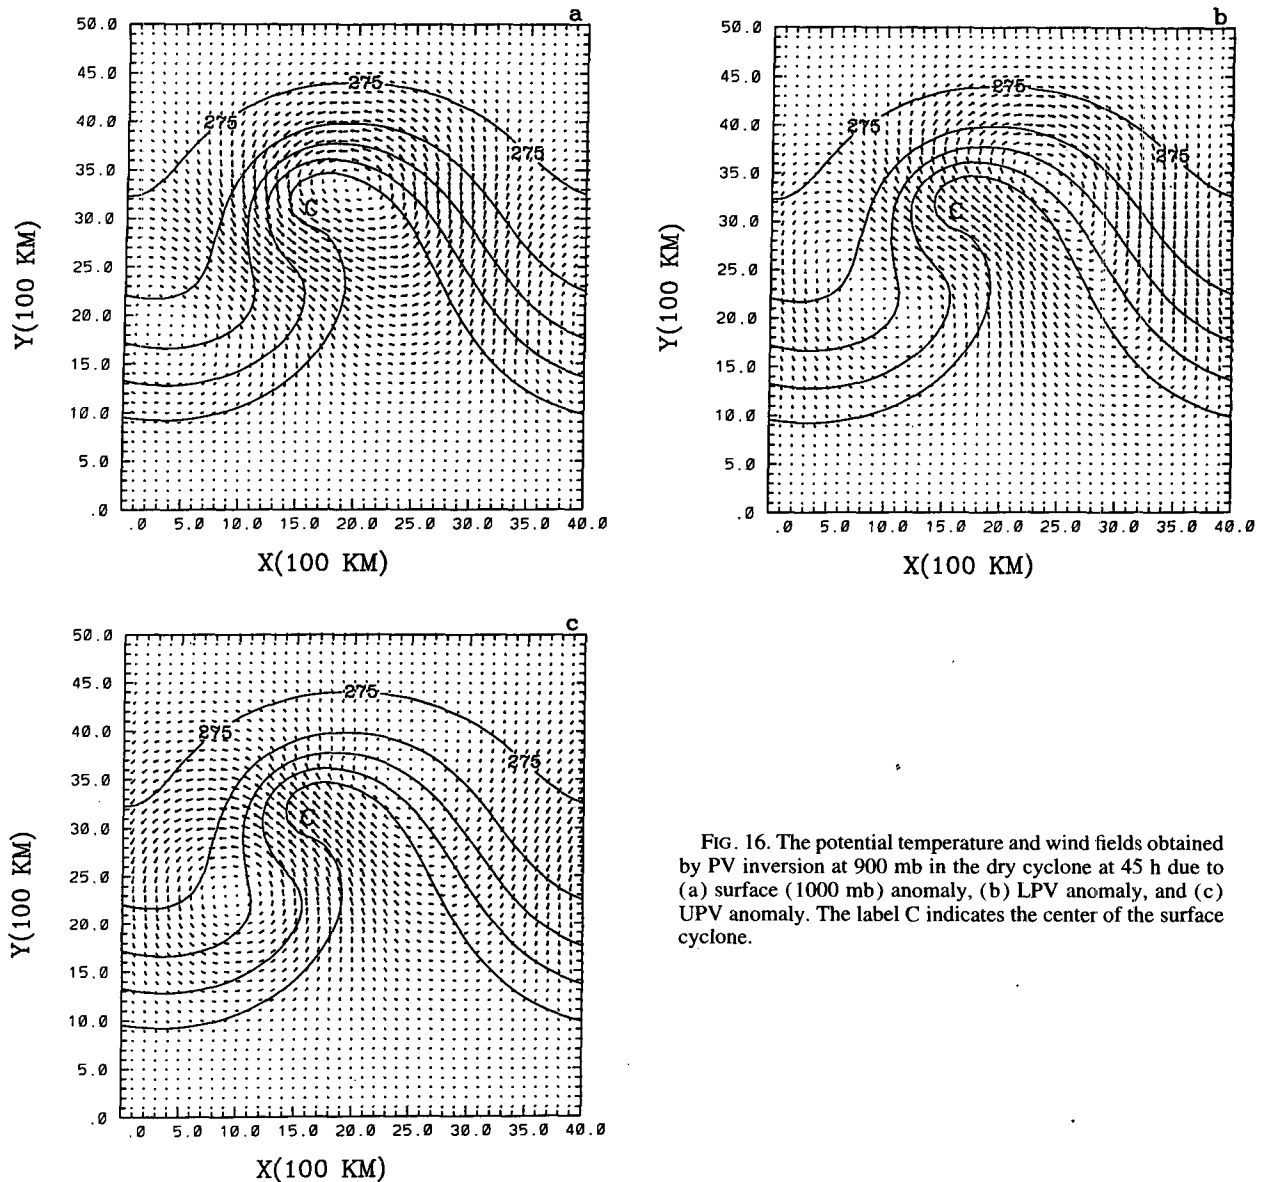 a
50.0
45.0
40.0
35.0
30.0
25.0
20.0
15.0
10.0
5.0
.0
Y(100 KM)
275
275
275
C
.0 5.0 10.0 15.0 20.0 25.0 30.0 35.0 40.0
X(100 KM)
b
50.0
45.0
40.0
35.0
30.0
25.0
20.0
15.0
10.0
5.0
.0
Y(100 KM)
275
275
275
C
.0 5.0 10.0 15.0 20.0 25.0 30.0 35.0 40.0
X(100 KM)
c
50.0
45.0
40.0
35.0
30.0
25.0
20.0
15.0
10.0
5.0
.0
Y(100 KM)
275
275
275
C
.0 5.0 10.0 15.0 20.0 25.0 30.0 35.0 40.0
X(100 KM)
FIG. 16. The potential temperature and wind fields obtained
by PV inversion at 900 mb in the dry cyclone at 45 h due to
(a) surface (1000 mb) anomaly, (b) LPV anomaly, and (c)
UPV anomaly. The label C indicates the center of the surface
cyclone.